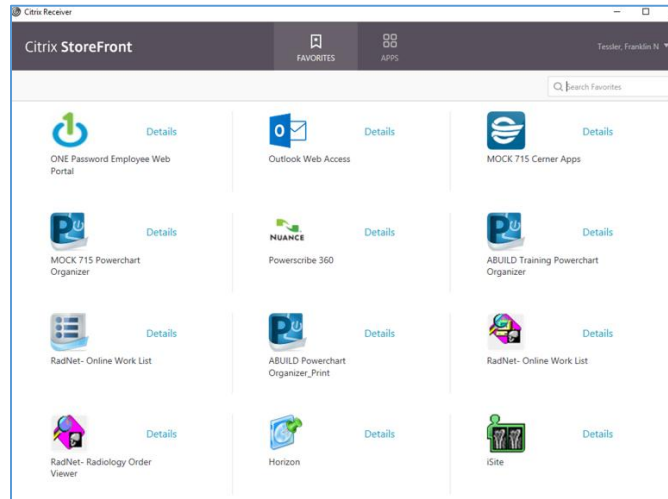 Citrix Receiver
Citrix StoreFront
FAVORITES
APPS
Tessler, Franklin N
Search Favorites
1
Details
ONE Password Employee Web
Portal
O
Details
Outlook Web Access
Details
MOCK 715 Cerner Apps
P
Details
MOCK 715 Powerchart
Organizer
NUANCE
Details
Powerscribe 360
P
Details
ABUILD Training Powerchart
Organizer
Details
RadNet- Online Work List
P
Details
ABUILD Powerchart
Organizer_Print
Details
RadNet- Online Work List
Details
RadNet- Radiology Order
Viewer
Details
Horizon
Details
iSite